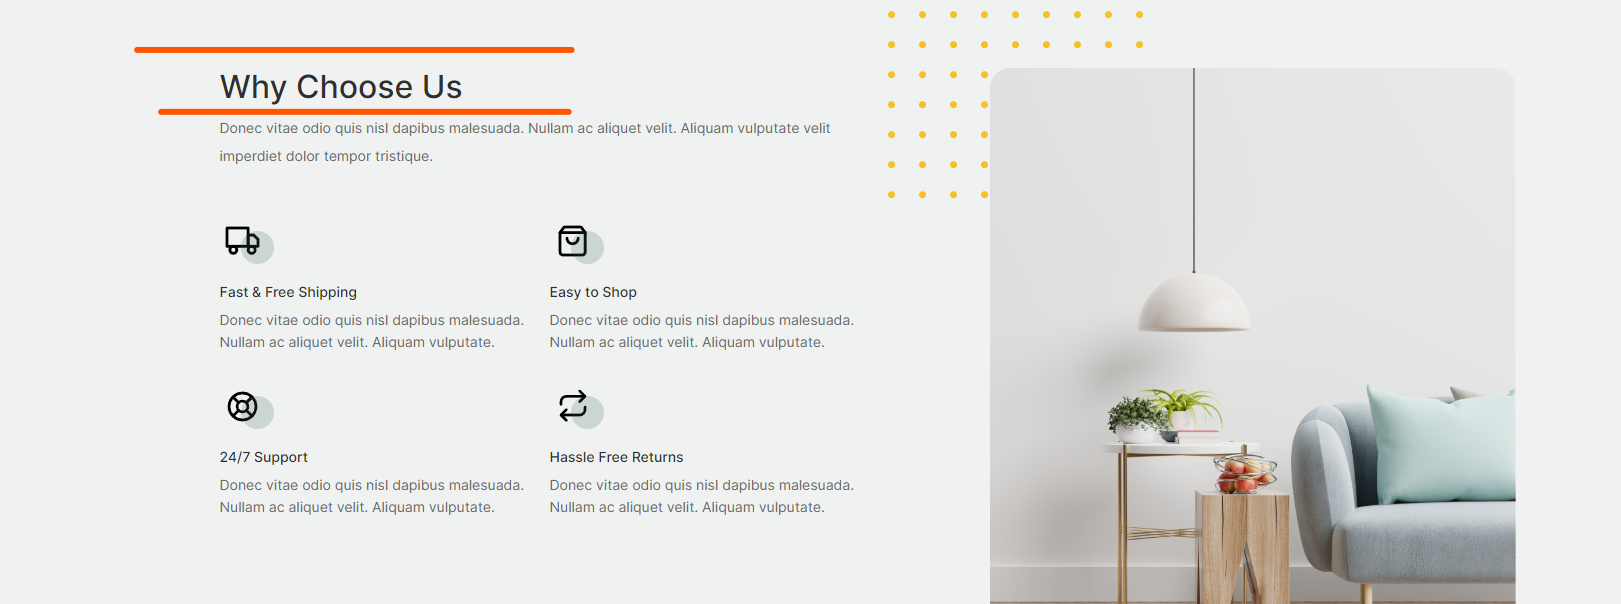 Why Choose Us
Donec vitae odio quis nisl dapibus malesuada. Nullam ac aliquet velit. Aliquam vulputate velit
imperdiet dolor tempor tristique.
Fast & Free Shipping
Donec vitae odio quis nisl dapibus malesuada.
Nullam ac aliquet velit. Aliquam vulputate.
Easy to Shop
Donec vitae odio quis nisl dapibus malesuada.
Nullam ac aliquet velit. Aliquam vulputate.
24/7 Support
Donec vitae odio quis nisl dapibus malesuada.
Nullam ac aliquet velit. Aliquam vulputate.
Hassle Free Returns
Donec vitae odio quis nisl dapibus malesuada.
Nullam ac aliquet velit. Aliquam vulputate.